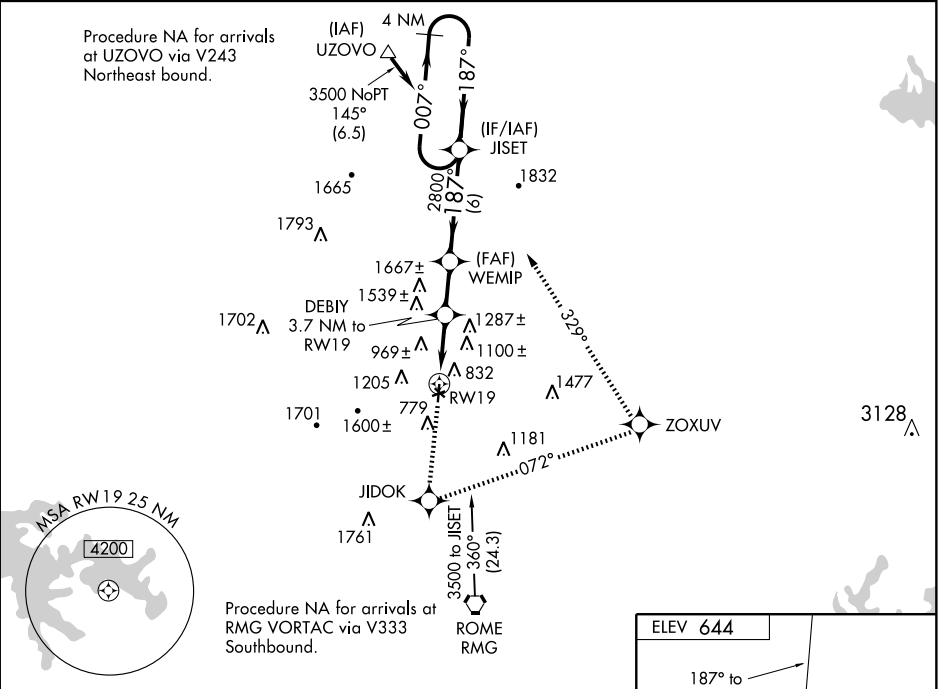 Procedure NA for arrivals
at UZOVO via V243
Northeast bound.
(IAF)
UZOVO
4 NM
3500 NoPT
145°
(6.5)
007°
187°
(IF/IAF)
JISET
1665
1832
2800
187°
(6)
1793
(FAF)
WEMIP
1667±
1539±
DEBIY
3.7 NM to
RW19
1702
1287±
969±
1100±
329°
1205
832
RW19
1477
779
1701
1600±
ZOXUV
3128
1181
072°
JIDOK
1761
3500 to JISET
360°
(24.3)
MSA RW19 25 NM
4200
Procedure NA for arrivals at
RMG VORTAC via V333
Southbound.
ROME
RMG
ELEV 644
187° to